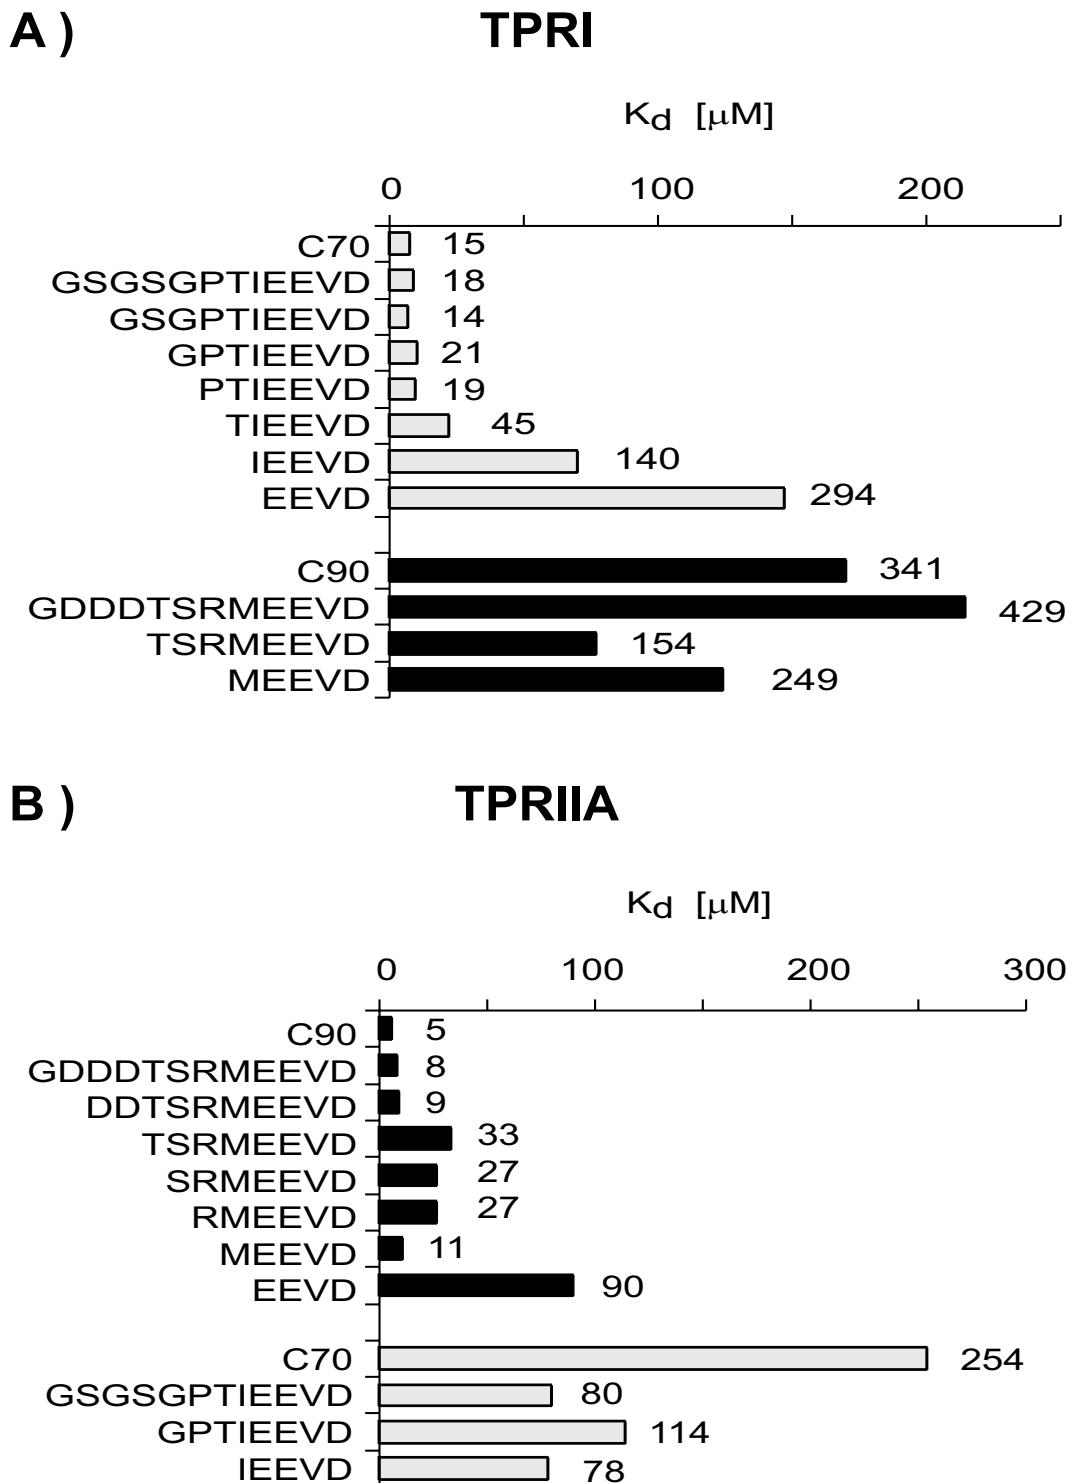 A ) TPRI
Kd [μM]
0 100 200
C70 15
GSGSGPTIEEVD 18
GSGPTIEEVD 14
GPTIEEVD 21
PTIEEVD 19
TIEEVD 45
IEEVD 140
EEVD 294
C90 341
GDDDTSRMEEVD 429
TSRMEEVD 154
MEEVD 249
B ) TPRIIA
Kd [μM]
0 100 200 300
C90 5
GDDDTSRMEEVD 8
DDTSRMEEVD 9
TSRMEEVD 33
SRMEEVD 27
RMEEVD 27
MEEVD 11
EEVD 90
C70 254
GSGSGPTIEEVD 80
GPTIEEVD 114
IEEVD 78